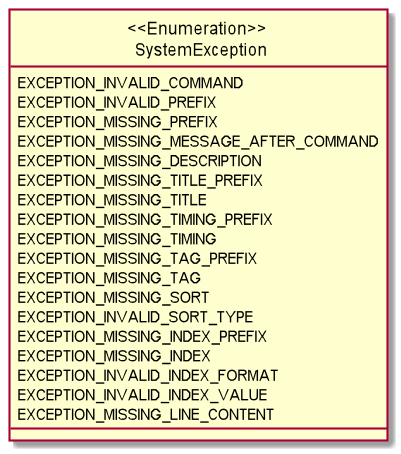 <<Enumeration>>
SystemException
EXCEPTION_INVALID_COMMAND
EXCEPTION_INVALID_PREFIX
EXCEPTION_MISSING_PREFIX
EXCEPTION_MISSING_MESSAGE_AFTER_COMMAND
EXCEPTION_MISSING_DESCRIPTION
EXCEPTION_MISSING_TITLE_PREFIX
EXCEPTION_MISSING_TITLE
EXCEPTION_MISSING_TIMING_PREFIX
EXCEPTION_MISSING_TIMING
EXCEPTION_MISSING_TAG_PREFIX
EXCEPTION_MISSING_TAG
EXCEPTION_MISSING_SORT
EXCEPTION_INVALID_SORT_TYPE
EXCEPTION_MISSING_INDEX_PREFIX
EXCEPTION_MISSING_INDEX
EXCEPTION_INVALID_INDEX_FORMAT
EXCEPTION_INVALID_INDEX_VALUE
EXCEPTION_MISSING_LINE_CONTENT